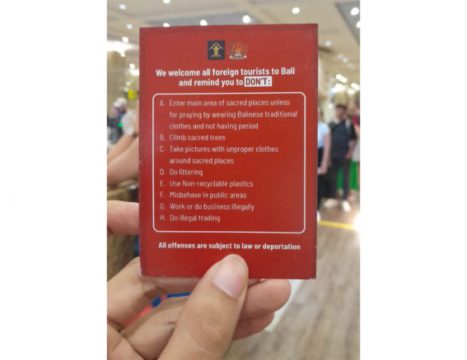 We welcome all foreign tourists to Bali
and remind you to DON'T:
A. Enter main area of sacred places unless
for praying by wearing Balinese traditional
clothes and not having period
B. Climb sacred trees
C. Take pictures with unproper clothes
around sacred places
D. Do littering
E. Use Non-recyclable plastics
F. Misbehave in public areas
G. Work or do business illegally
H. Do illegal trading
All offenses are subject to law or deportation